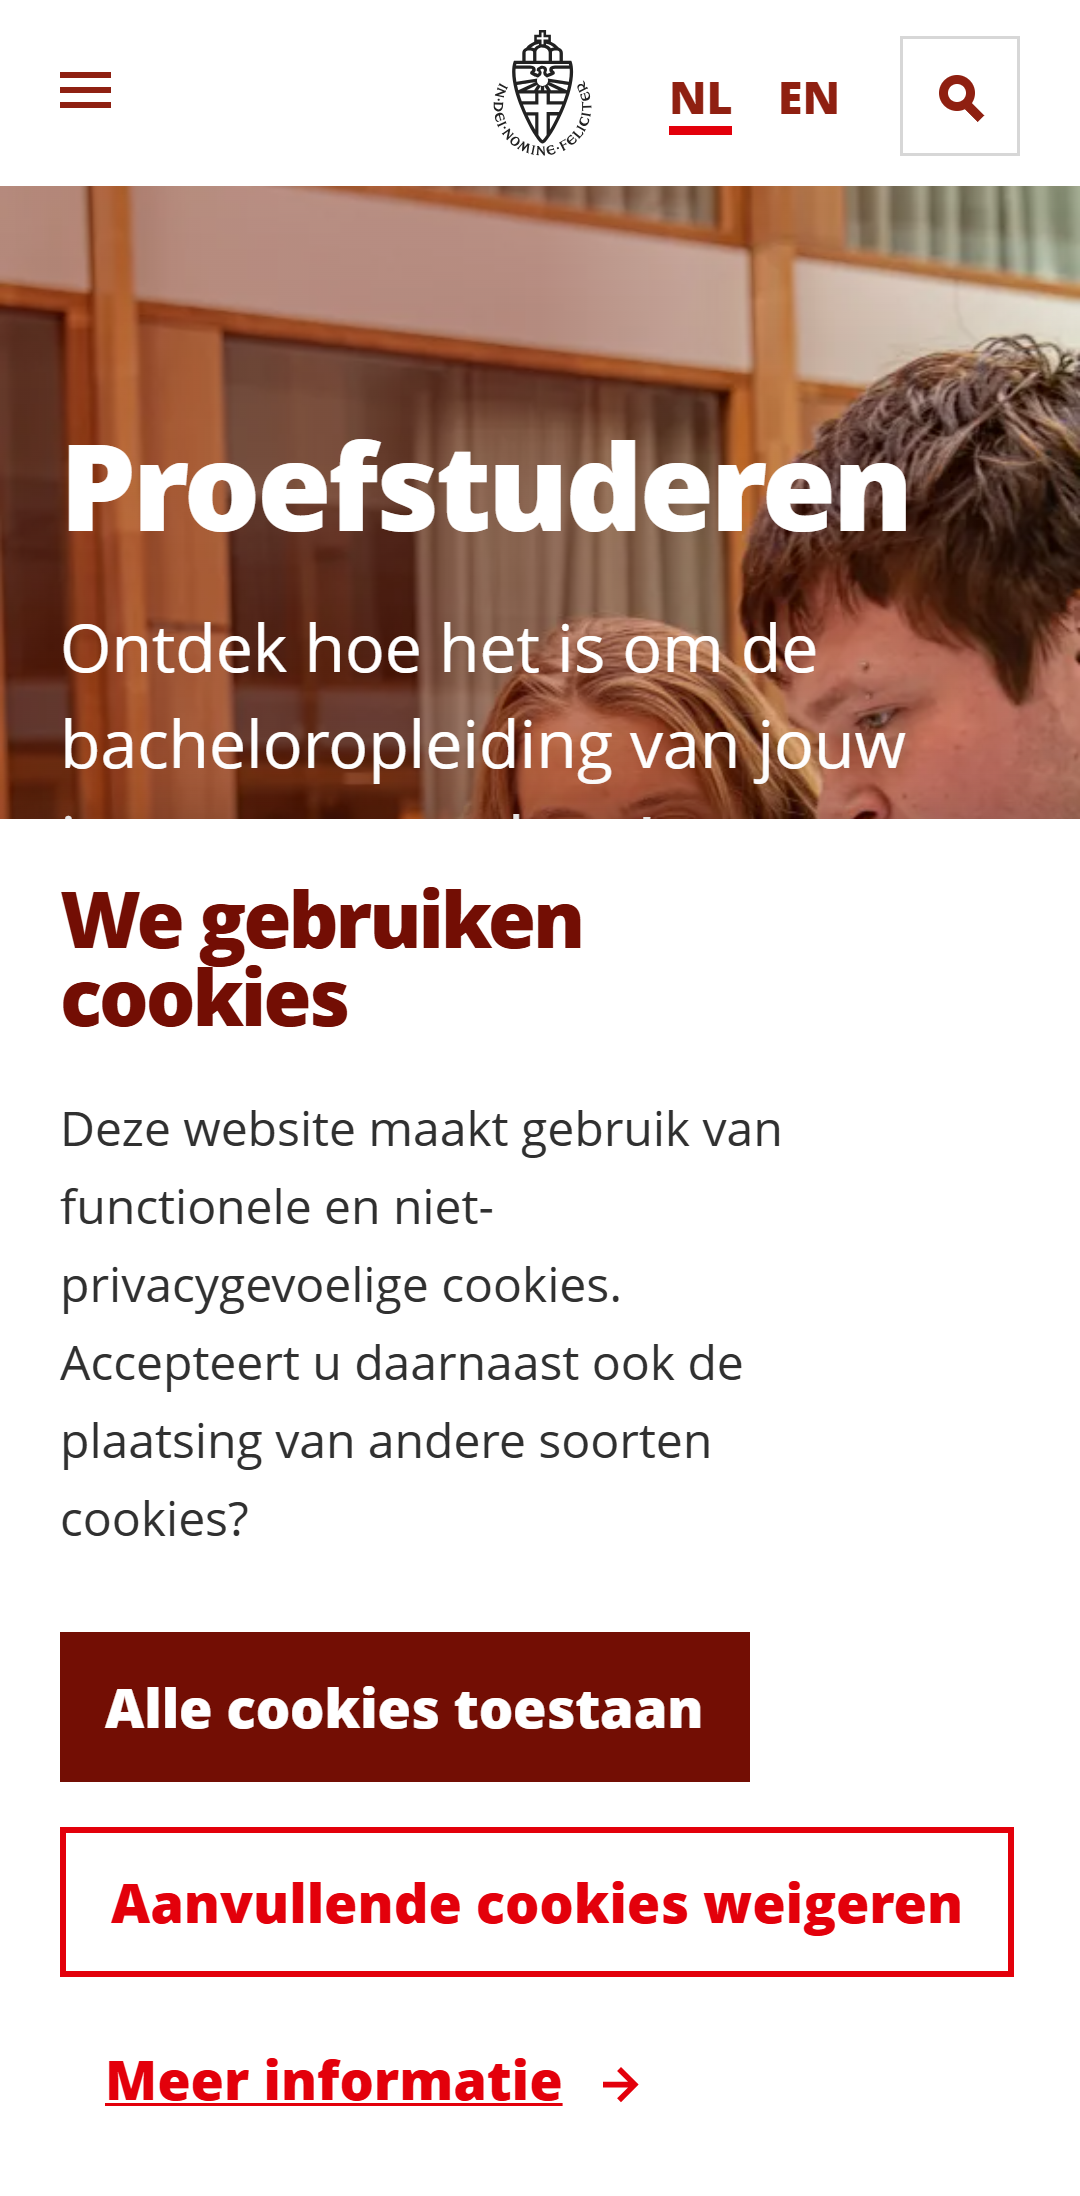 IN·DEI·NOMINE·FELICITER
NL EN
Proefstuderen
Ontdek hoe het is om de
bacheloropleiding van jouw
We gebruiken
cookies
Deze website maakt gebruik van
functionele en niet-
privacygevoelige cookies.
Accepteert u daarnaast ook de
plaatsing van andere soorten
cookies?
Alle cookies toestaan
Aanvullende cookies weigeren
Meer informatie